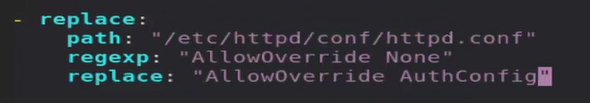 - replace:
path: "/etc/httpd/conf/httpd.conf"
regexp: "AllowOverride None"
replace: "AllowOverride AuthConfig"